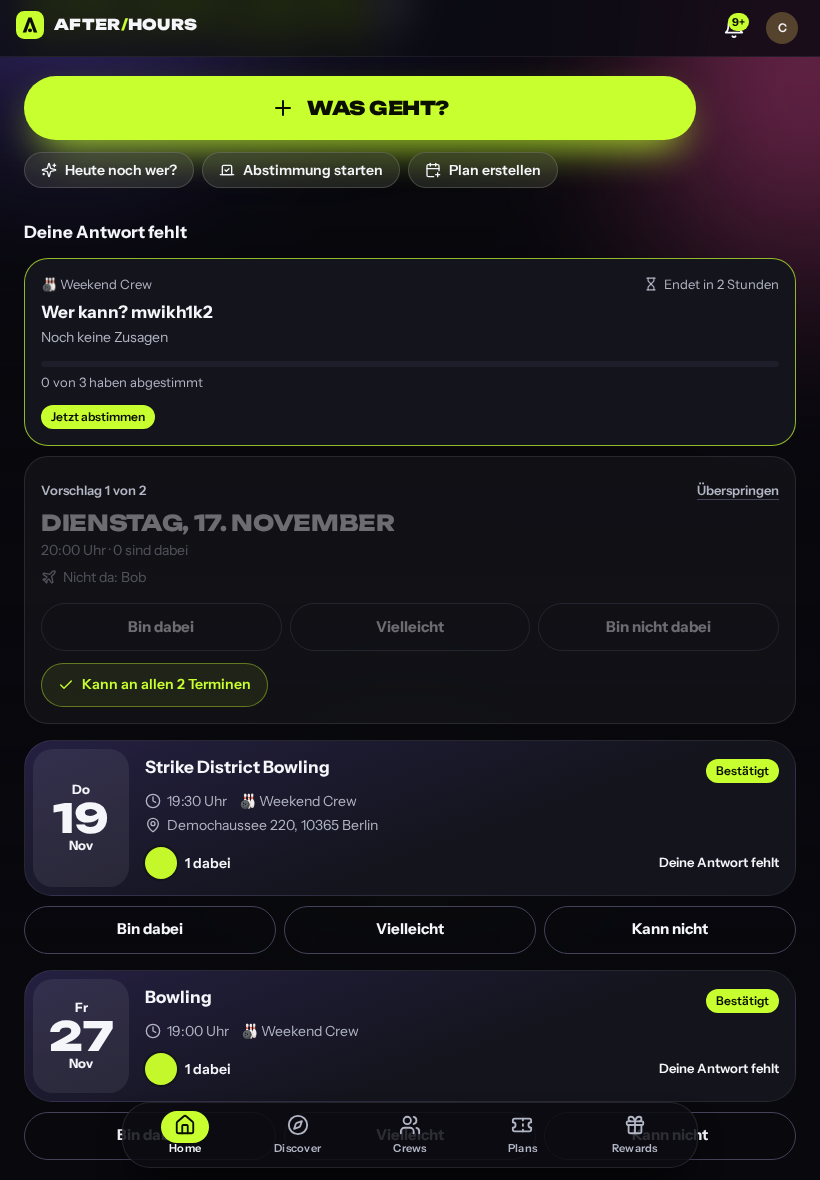 AFTER/HOURS
9+
C
WAS GEHT?
Heute noch wer?
Abstimmung starten
Plan erstellen
Deine Antwort fehlt
🎳 Weekend Crew
Endet in 2 Stunden
Wer kann? mwikh1k2
Noch keine Zusagen
0 von 3 haben abgestimmt
Jetzt abstimmen
Vorschlag 1 von 2
Überspringen
DIENSTAG, 17. NOVEMBER
20:00 Uhr · 0 sind dabei
Nicht da: Bob
Bin dabei
Vielleicht
Bin nicht dabei
Kann an allen 2 Terminen
Do
19
Nov
Strike District Bowling
Bestätigt
19:30 Uhr 🎳 Weekend Crew
Demochaussee 220, 10365 Berlin
1 dabei
Deine Antwort fehlt
Bin dabei
Vielleicht
Kann nicht
Fr
27
Nov
Bowling
Bestätigt
19:00 Uhr 🎳 Weekend Crew
1 dabei
Deine Antwort fehlt
Vielleicht
Kann nicht
Home
Discover
Crews
Plans
Rewards